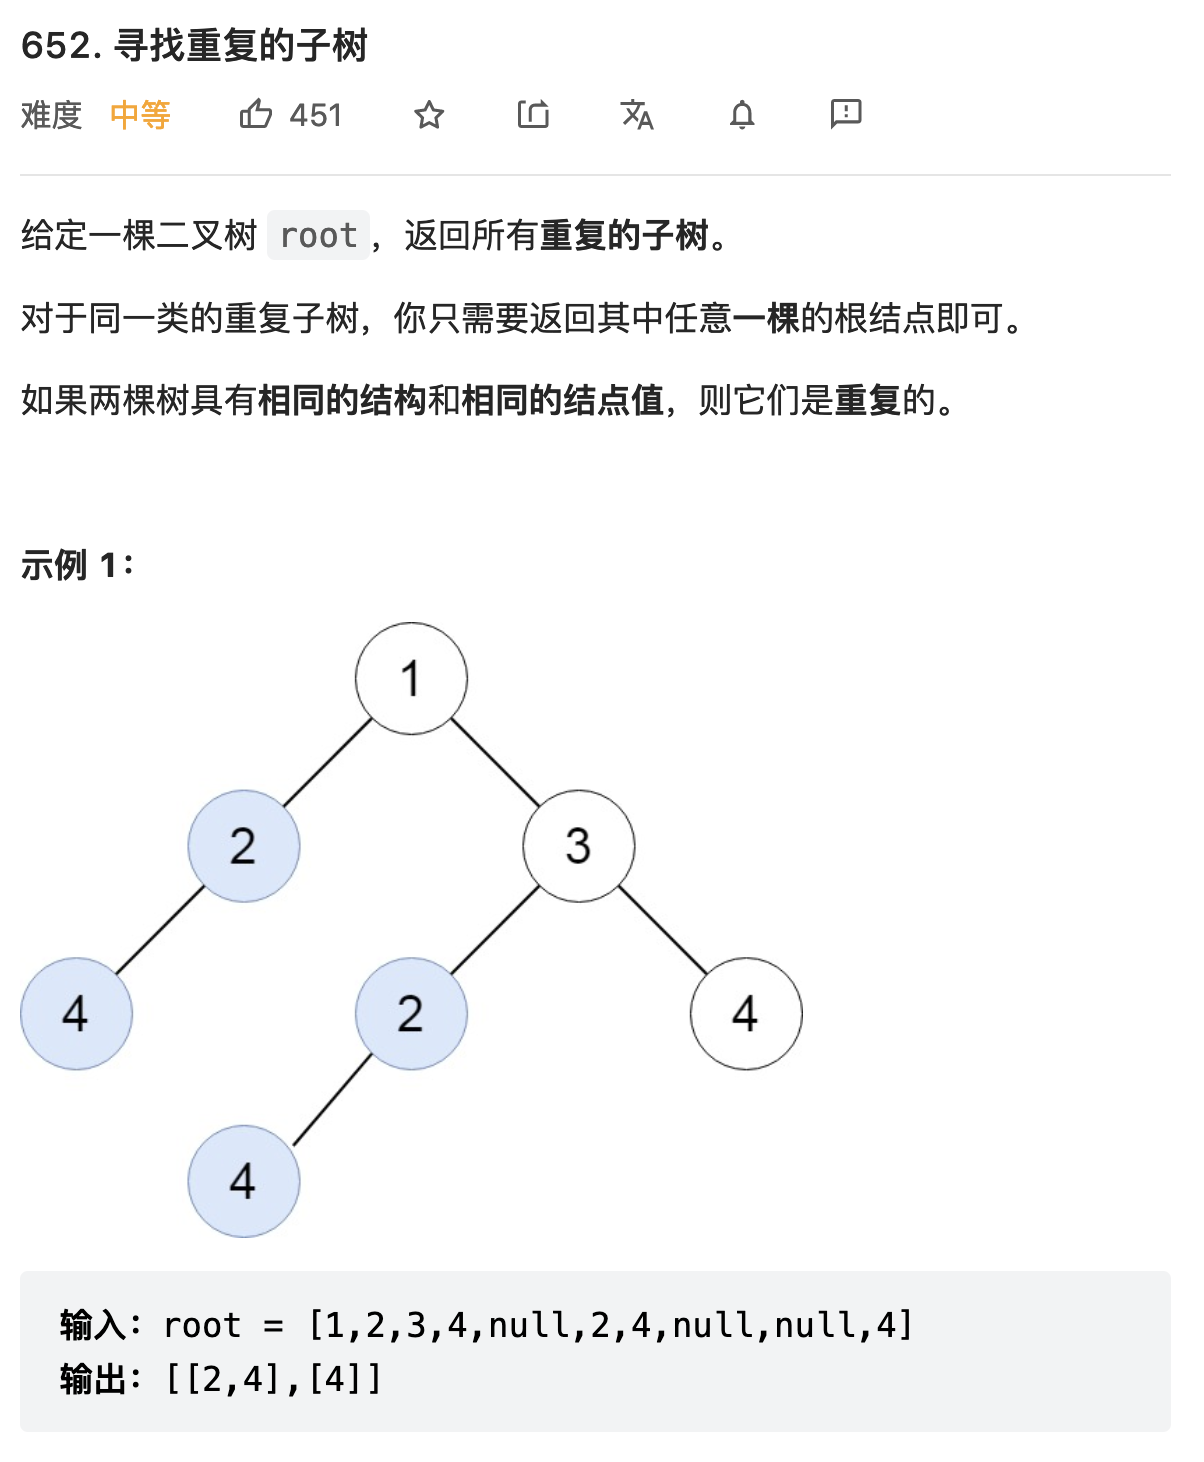 652. 寻找重复的子树
难度 中等 451
给定一棵二叉树 root，返回所有重复的子树。
对于同一类的重复子树，你只需要返回其中任意一棵的根结点即可。
如果两棵树具有相同的结构和相同的结点值，则它们是重复的。
示例 1：
1
2 3
4 2 4
4
输入：root = [1,2,3,4,null,2,4,null,null,4]
输出：[[2,4],[4]]